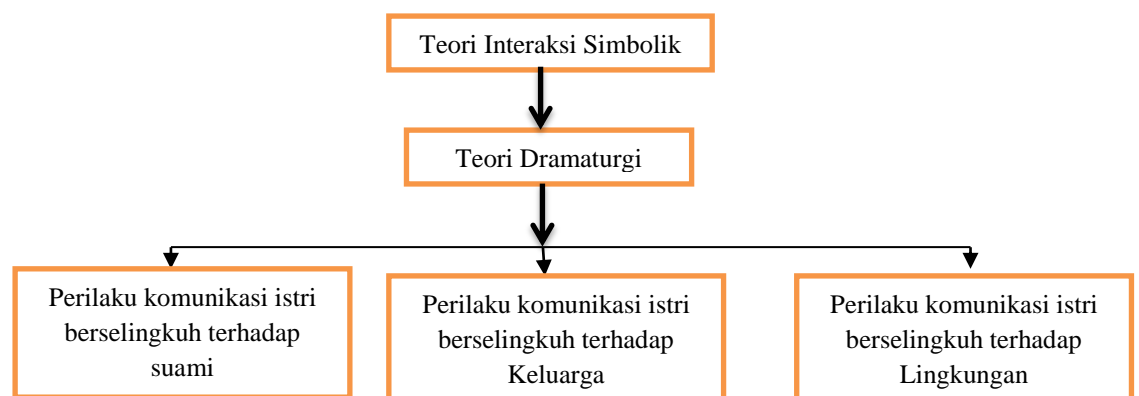 Teori Interaksi Simbolik
Teori Dramaturgi
Perilaku komunikasi istri
berselingkuh terhadap
suami
Perilaku komunikasi istri
berselingkuh terhadap
Keluarga
Perilaku komunikasi istri
berselingkuh terhadap
Lingkungan